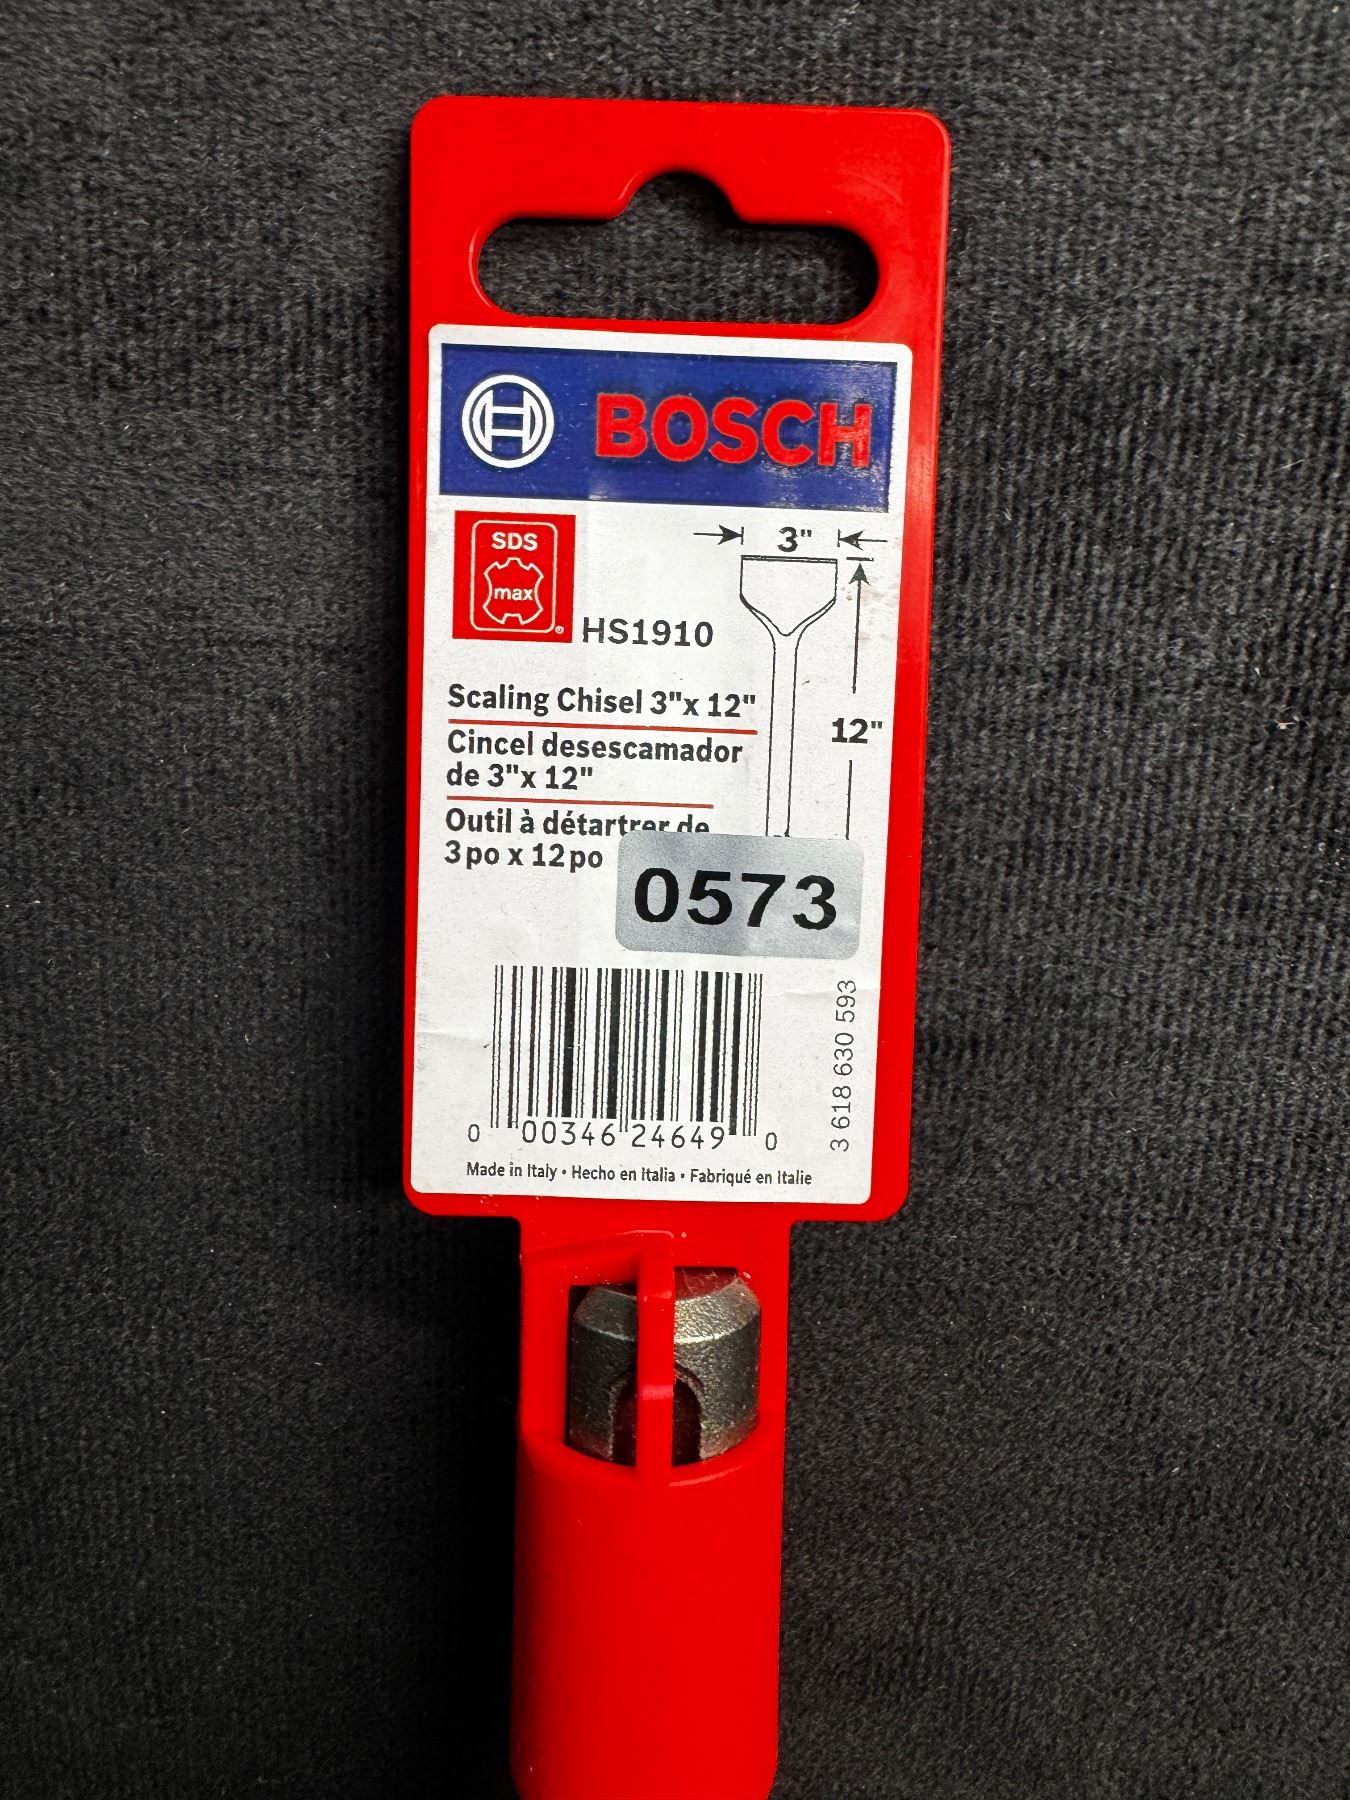 BOSCH
SDS
max
®
HS1910
3"
12"
Scaling Chisel 3"x 12"
Cincel desescamador
de 3"x 12"
Outil à détartrer de
3 po x 12 po
0573
0 00346 24649 0
3 618 630 593
Made in Italy • Hecho en Italia • Fabriqué en Italie